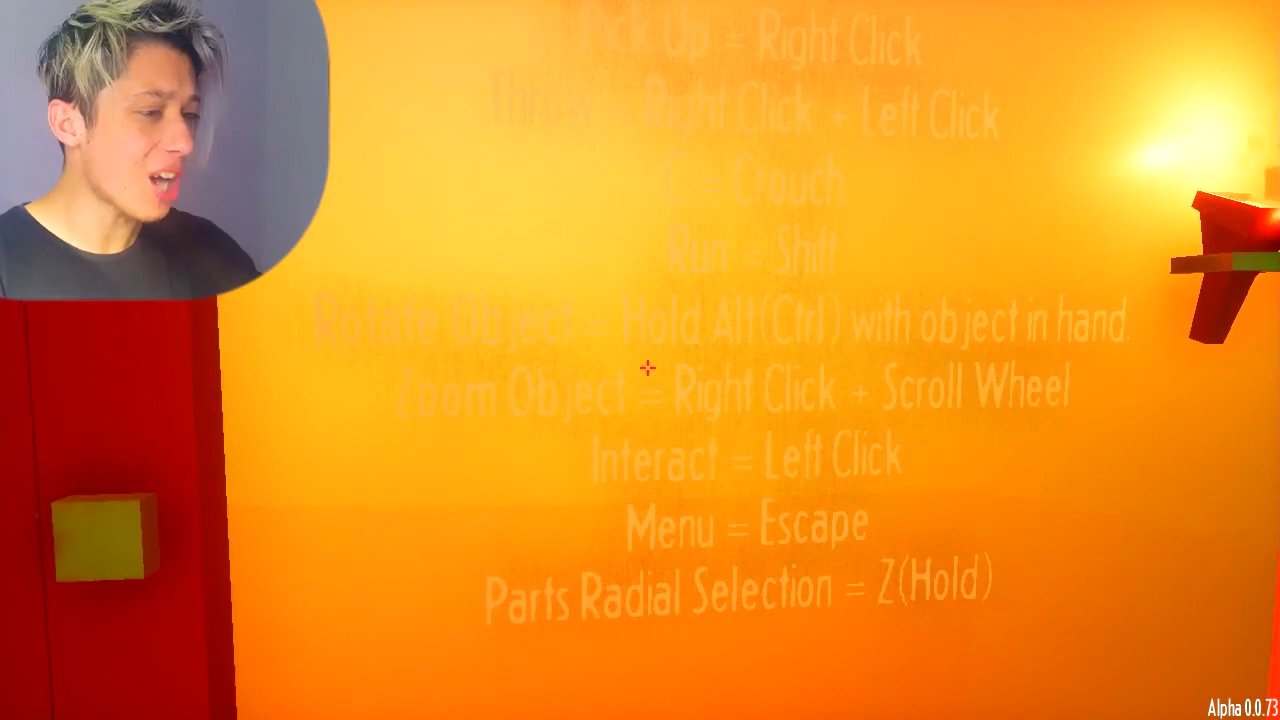 Pick Up = Right Click
Throw = Right Click + Left Click
C = Crouch
Run = Shift
Rotate Object = Hold Alt(Ctrl) with object in hand.
Zoom Object = Right Click + Scroll Wheel
Interact = Left Click
Menu = Escape
Parts Radial Selection = Z(Hold)
Alpha 0.0.73